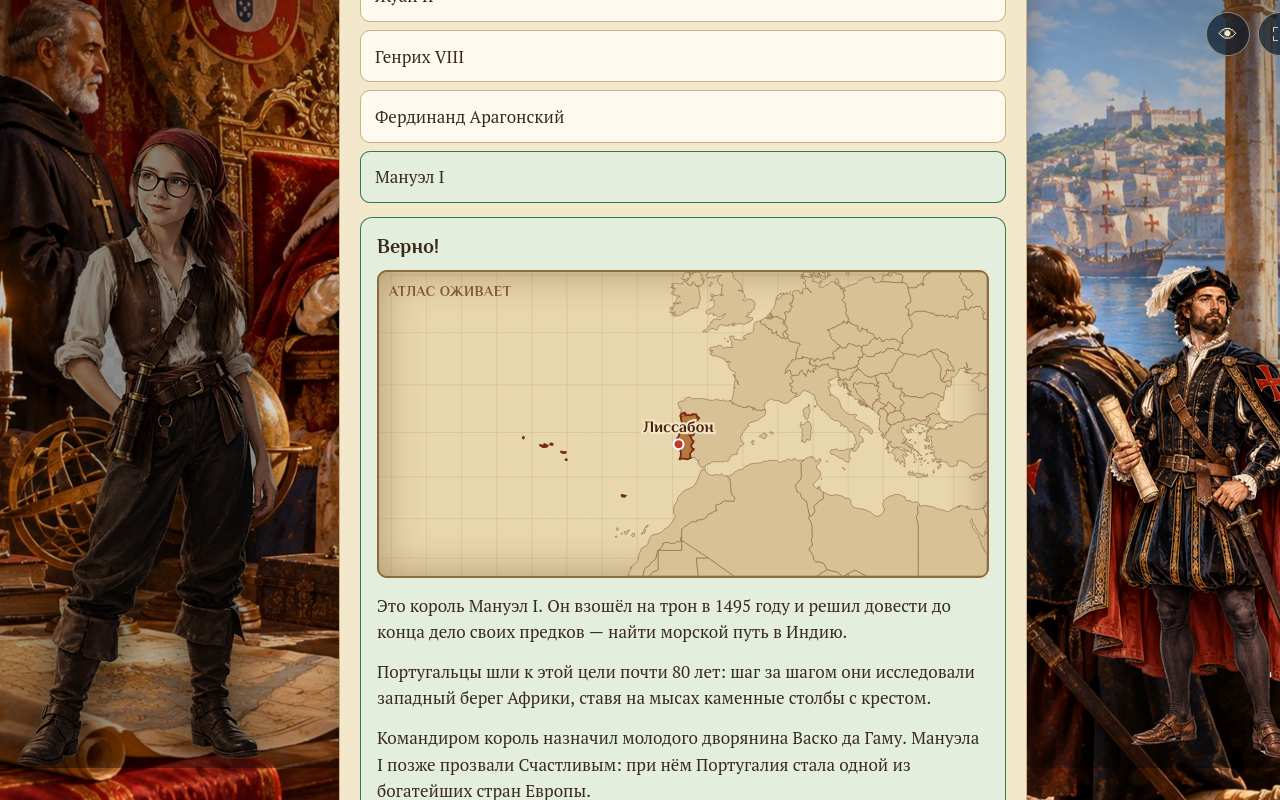 Генрих VIII
Фердинанд Арагонский
Мануэл I
Верно!
АТЛАС ОЖИВАЕТ
Лиссабон
Это король Мануэл I. Он взошёл на трон в 1495 году и решил довести до
конца дело своих предков — найти морской путь в Индию.
Португальцы шли к этой цели почти 80 лет: шаг за шагом они исследовали
западный берег Африки, ставя на мысах каменные столбы с крестом.
Командиром король назначил молодого дворянина Васко да Гаму. Мануэла
I позже прозвали Счастливым: при нём Португалия стала одной из
богатейших стран Европы.